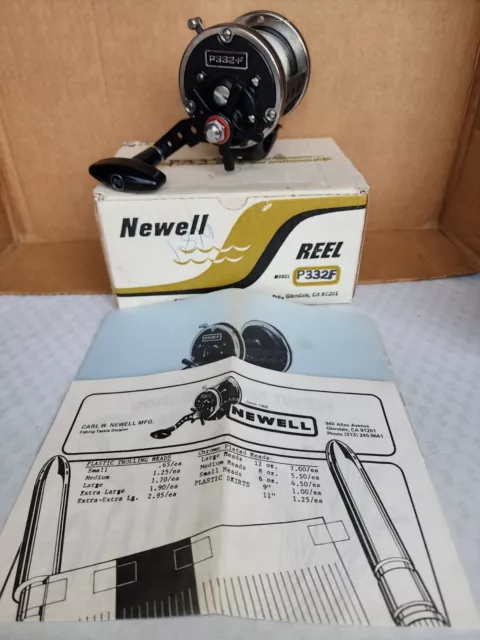 P332-F
Newell
REEL
MODEL P332F
Glendale, CA 91201
CARL W. NEWELL MFG.
Fishing Tackle Division
NEWELL
940 Allen Avenue
Glendale, CA 91201
Phone (213) 245-9641
PLASTIC TROLLING HEADS
Small .65/ea
Medium 1.25/ea
Large 1.70/ea
Extra Large 1.90/ea
Extra-Extra Lg. 2.95/ea
Chrome Plated Heads
Large Heads 12 oz. 7.00/ea
Medium Heads 8 oz. 5.50/ea
Small Heads 6 oz. 4.50/ea
PLASTIC SKIRTS 9" 1.00/ea
11" 1.25/ea